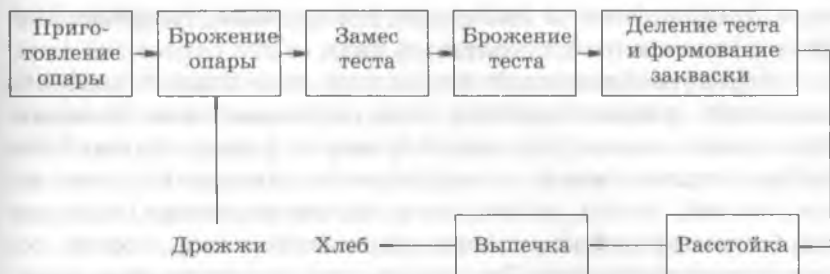 Приго-
товление
опары
Брожение
опары
Замес
теста
Брожение
теста
Деление теста
и формование
закваски
Дрожжи
Хлеб
Выпечка
Расстойка